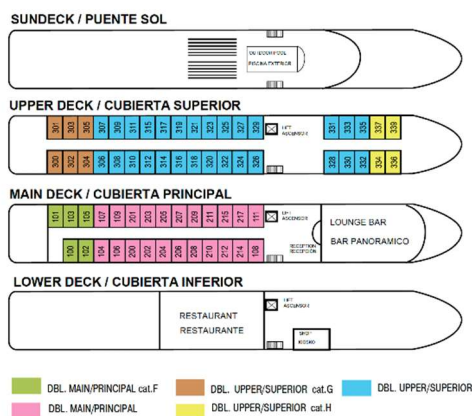 SUNDECK / PUENTE SOL
OUTDOOR POOL
PISCINA EXTERIOR
UPPER DECK / CUBIERTA SUPERIOR
301 303 305 307 309 311 315 317 319 321 323 325 327 329
LIFT
ASCENSOR
331 333 335 337 339
300 302 304 306 308 310 312 314 316 318 320 322 324 326
328 330 332 334 336
MAIN DECK / CUBIERTA PRINCIPAL
101 103 105 107 109 201 203 205 207 209 211 215 217 111
LIFT
ASCENSOR
LOUNGE BAR
BAR PANORAMICO
100 102 104 106 200 202 204 206 208 210 212 214 108
RECEPTION
RECEPCIÓN
LOWER DECK / CUBIERTA INFERIOR
LIFT
ASCENSOR
RESTAURANT
RESTAURANTE
SHOP
KIOSKO
DBL. MAIN/PRINCIPAL cat.F
DBL. UPPER/SUPERIOR cat.G
DBL. UPPER/SUPERIOR
DBL. MAIN/PRINCIPAL
DBL. UPPER/SUPERIOR cat.H